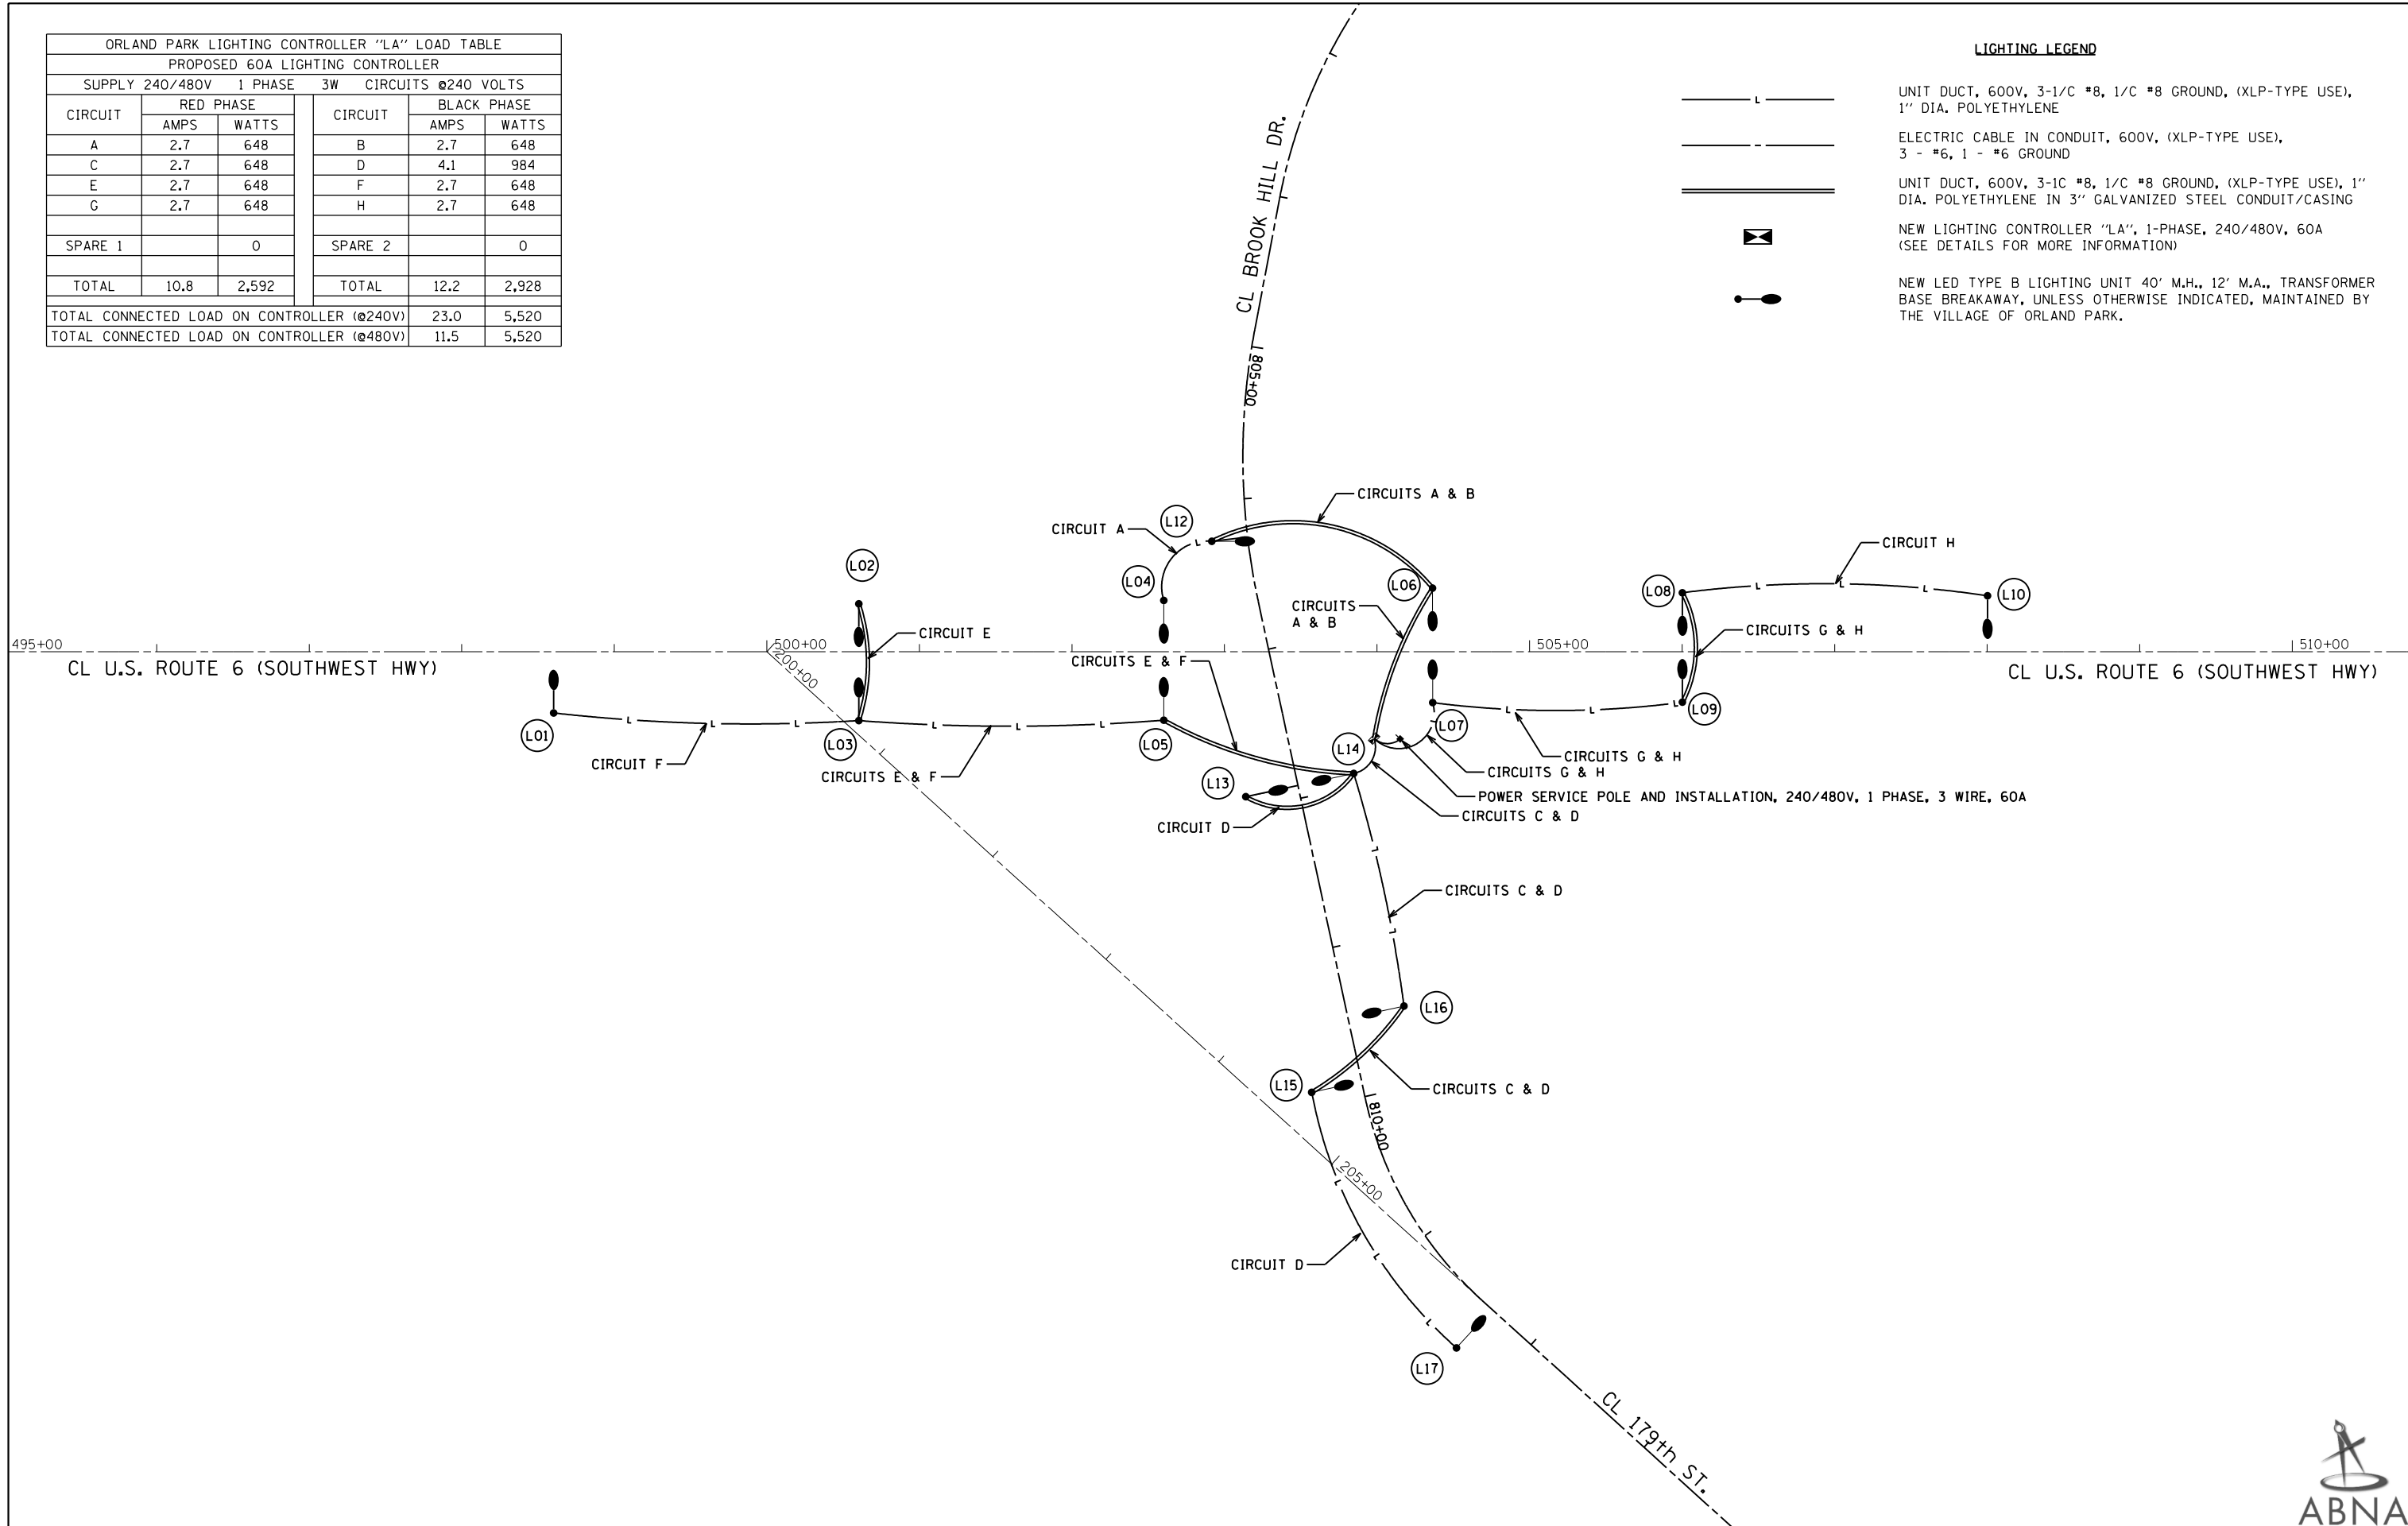 ORLAND PARK LIGHTING CONTROLLER "LA" LOAD TABLE
PROPOSED 60A LIGHTING CONTROLLER
SUPPLY 240/480V 1 PHASE 3W CIRCUITS @240 VOLTS
CIRCUIT RED PHASE CIRCUIT BLACK PHASE
AMPS WATTS AMPS WATTS
A 2.7 648 B 2.7 648
C 2.7 648 D 4.1 984
E 2.7 648 F 2.7 648
G 2.7 648 H 2.7 648
SPARE 1 0 SPARE 2 0
TOTAL 10.8 2,592 TOTAL 12.2 2,928
TOTAL CONNECTED LOAD ON CONTROLLER (@240V) 23.0 5,520
TOTAL CONNECTED LOAD ON CONTROLLER (@480V) 11.5 5,520
LIGHTING LEGEND
L
UNIT DUCT, 600V, 3-1/C #8, 1/C #8 GROUND, (XLP-TYPE USE),
1" DIA. POLYETHYLENE
ELECTRIC CABLE IN CONDUIT, 600V, (XLP-TYPE USE),
3 - #6, 1 - #6 GROUND
UNIT DUCT, 600V, 3-1C #8, 1/C #8 GROUND, (XLP-TYPE USE), 1"
DIA. POLYETHYLENE IN 3" GALVANIZED STEEL CONDUIT/CASING
NEW LIGHTING CONTROLLER "LA", 1-PHASE, 240/480V, 60A
(SEE DETAILS FOR MORE INFORMATION)
NEW LED TYPE B LIGHTING UNIT 40' M.H., 12' M.A., TRANSFORMER
BASE BREAKAWAY, UNLESS OTHERWISE INDICATED, MAINTAINED BY
THE VILLAGE OF ORLAND PARK.
CL BROOK HILL DR.
805+00
CIRCUITS A & B
L12
CIRCUIT A
L
L04
L06
CIRCUITS
A & B
L02
CIRCUIT E
CIRCUIT H
L08
L L L
L10
CIRCUITS G & H
495+00
500+00
505+00
510+00
CL U.S. ROUTE 6 (SOUTHWEST HWY)
CL U.S. ROUTE 6 (SOUTHWEST HWY)
200+00
CIRCUITS E & F
L01
L L L
L03
L L L
L05
L14
L07
L L L
L09
CIRCUIT F
CIRCUITS E & F
CIRCUITS G & H
CIRCUITS G & H
L13
POWER SERVICE POLE AND INSTALLATION, 240/480V, 1 PHASE, 3 WIRE, 60A
CIRCUITS C & D
CIRCUIT D
L
CIRCUITS C & D
L
L16
L15
CIRCUITS C & D
810+00
205+00
L
CIRCUIT D
L
L
L17
CL 179th ST.
ABNA